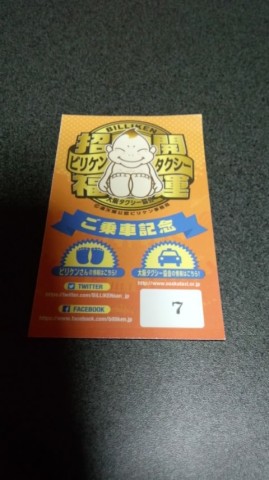 BILLIKEN
招 開
ビリケン タクシー
福 運
大阪タクシー協会
ご乗車記念
ビリケンさんの情報はこちら!
大阪タクシー協会の情報はこちら!
TWITTER
FACEBOOK
7